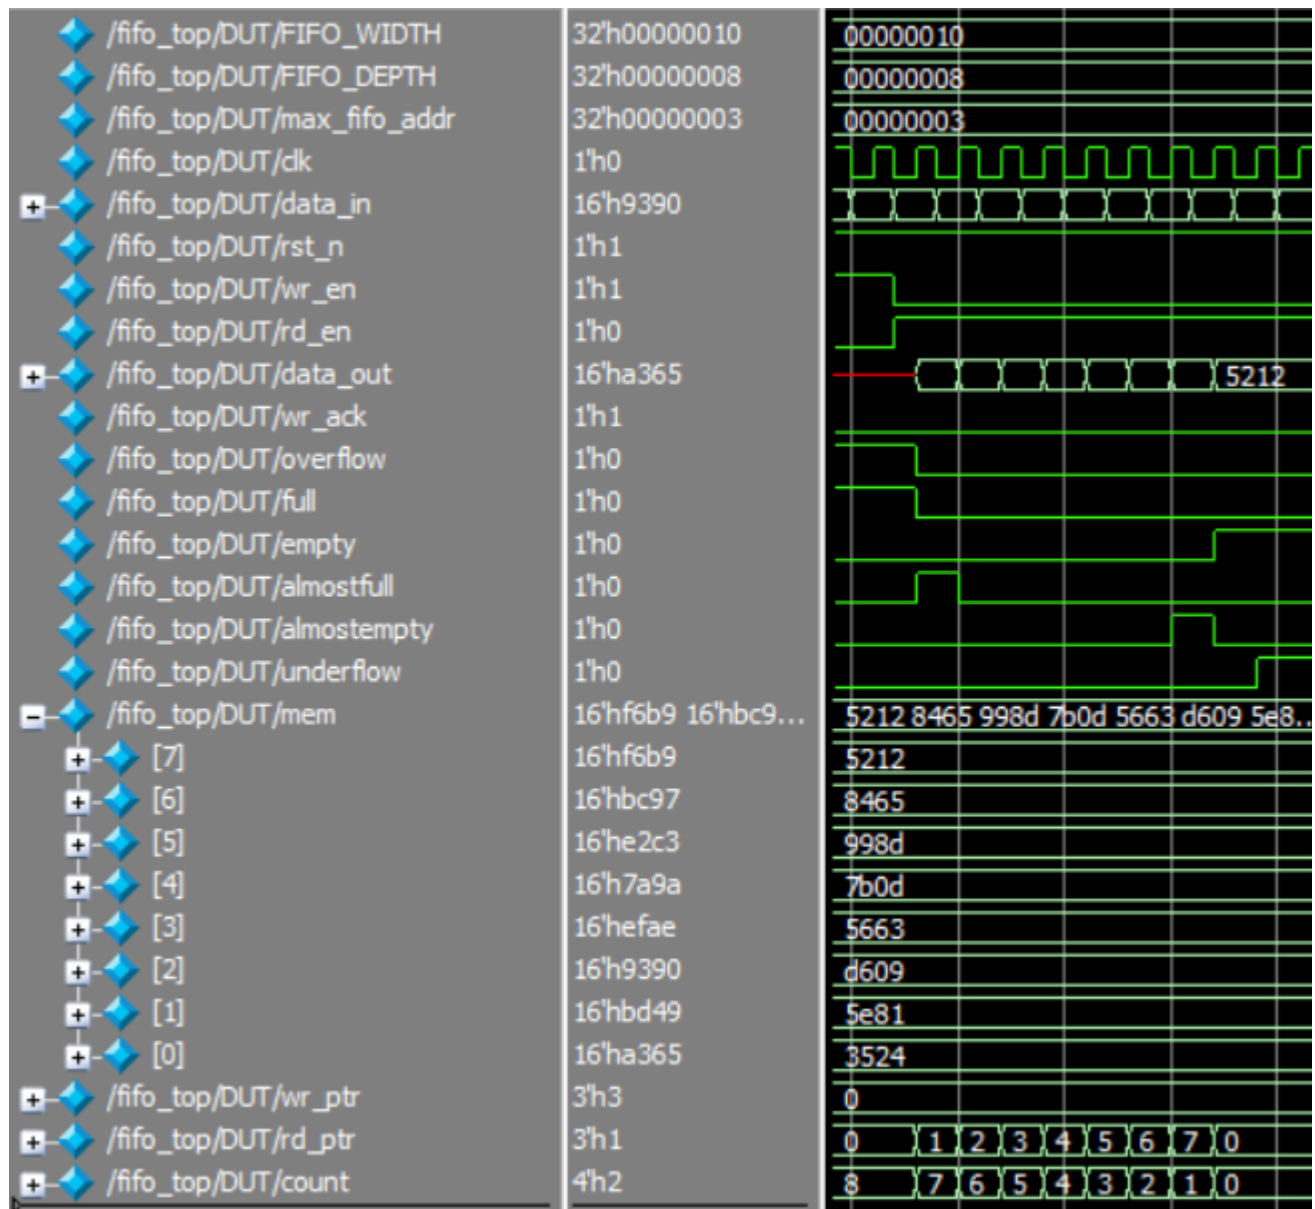 /fifo_top/DUT/FIFO_WIDTH 32'h00000010 00000010
/fifo_top/DUT/FIFO_DEPTH 32'h00000008 00000008
/fifo_top/DUT/max_fifo_addr 32'h00000003 00000003
/fifo_top/DUT/clk 1'h0
/fifo_top/DUT/data_in 16'h9390
/fifo_top/DUT/rst_n 1'h1
/fifo_top/DUT/wr_en 1'h1
/fifo_top/DUT/rd_en 1'h0
/fifo_top/DUT/data_out 16'ha365 5212
/fifo_top/DUT/wr_ack 1'h1
/fifo_top/DUT/overflow 1'h0
/fifo_top/DUT/full 1'h0
/fifo_top/DUT/empty 1'h0
/fifo_top/DUT/almostfull 1'h0
/fifo_top/DUT/almostempty 1'h0
/fifo_top/DUT/underflow 1'h0
/fifo_top/DUT/mem 16'hf6b9 16'hbc9... 5212 8465 998d 7b0d 5663 d609 5e8...
[7] 16'hf6b9 5212
[6] 16'hbc97 8465
[5] 16'he2c3 998d
[4] 16'h7a9a 7b0d
[3] 16'hefae 5663
[2] 16'h9390 d609
[1] 16'hbd49 5e81
[0] 16'ha365 3524
/fifo_top/DUT/wr_ptr 3'h3 0
/fifo_top/DUT/rd_ptr 3'h1 0 1 2 3 4 5 6 7 0
/fifo_top/DUT/count 4'h2 8 7 6 5 4 3 2 1 0